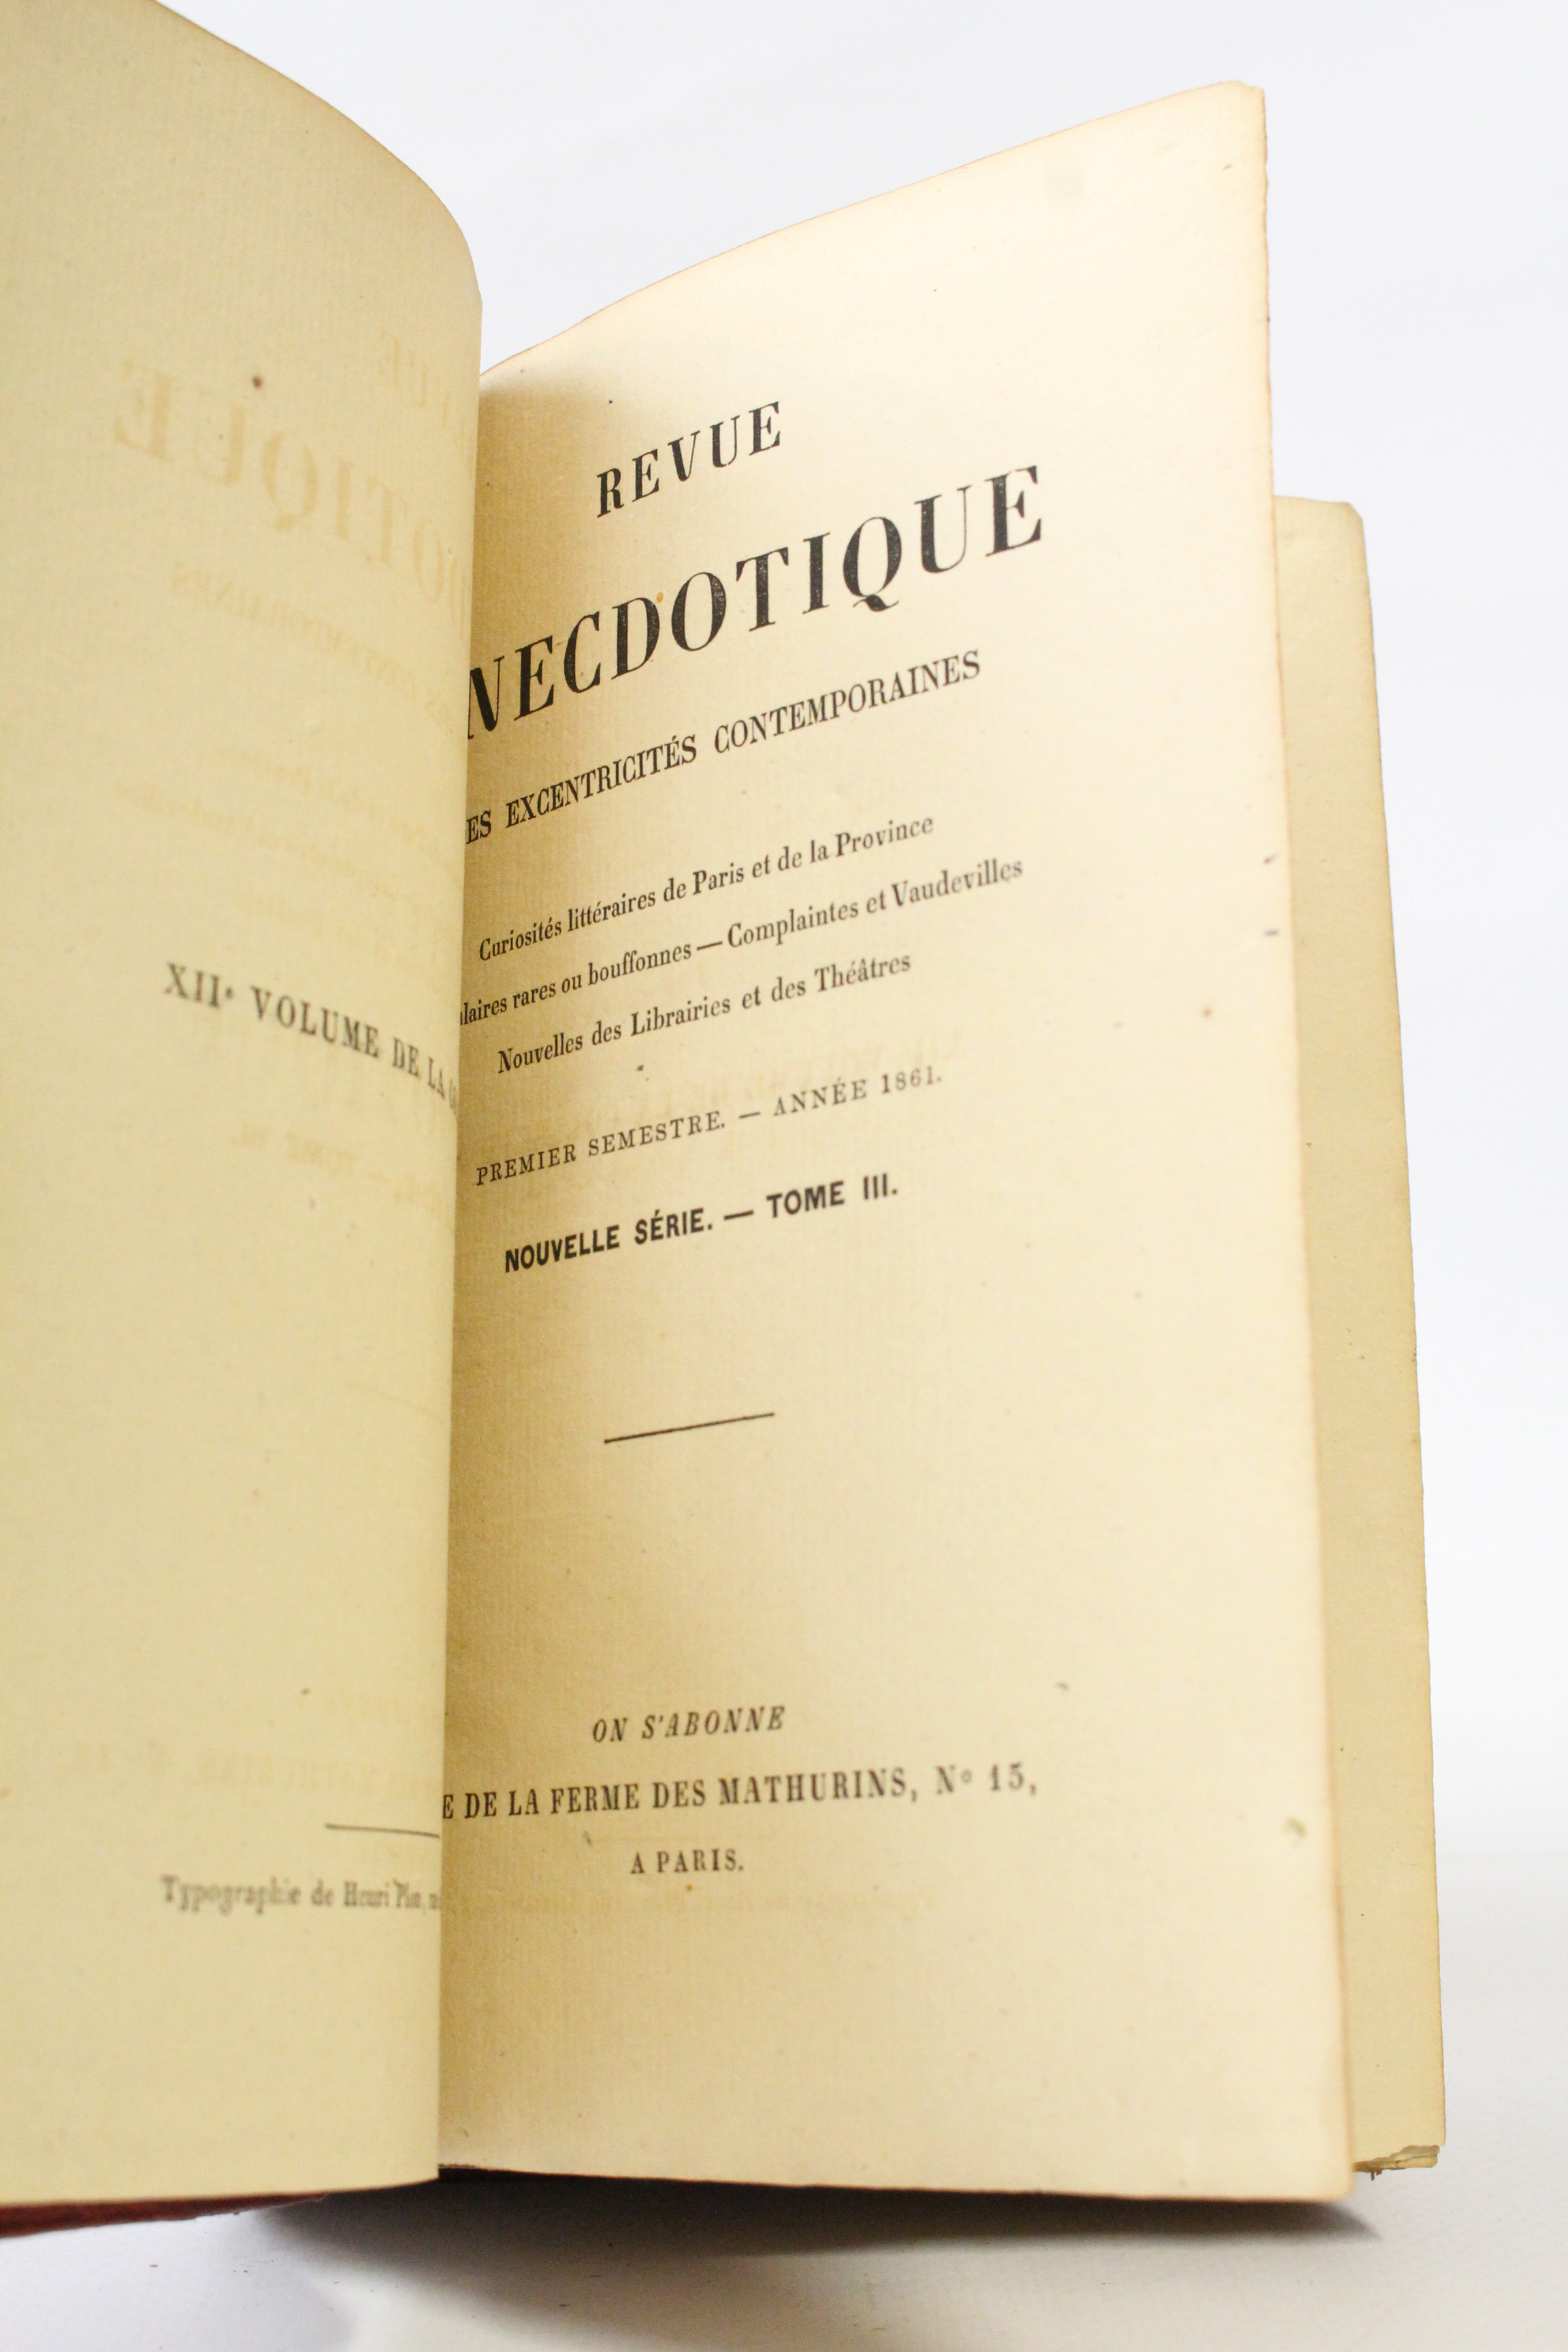 XIIe VOLUME DE LA
Typographie de Henri Plon,
REVUE
NECDOTIQUE
ES EXCENTRICITÉS CONTEMPORAINES
Curiosités littéraires de Paris et de la Province
laires rares ou bouffonnes — Complaintes et Vaudevilles
Nouvelles des Librairies et des Théâtres
PREMIER SEMESTRE. — ANNÉE 1861.
NOUVELLE SÉRIE. — TOME III.
ON S'ABONNE
E DE LA FERME DES MATHURINS, No 15,
A PARIS.